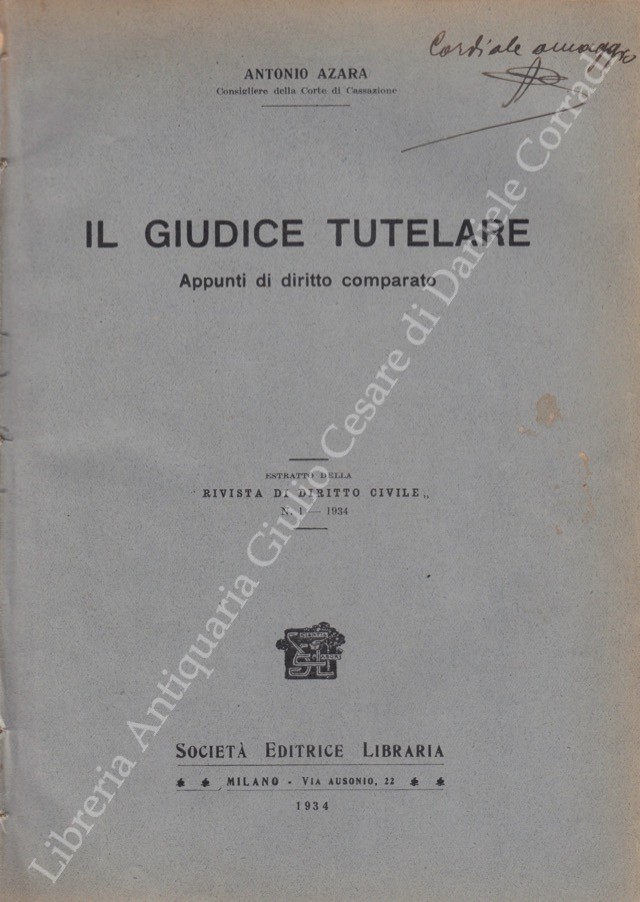 Cordiale omaggio
ANTONIO AZARA
Consigliere della Corte di Cassazione
IL GIUDICE TUTELARE
Appunti di diritto comparato
ESTRATTO DELLA
RIVISTA DI DIRITTO CIVILE „
N. 1 — 1934
SOCIETÀ EDITRICE LIBRARIA
MILANO - VIA AUSONIO, 22
1934
Libreria Antiquaria Giulio Cesare di Daniele Corradi